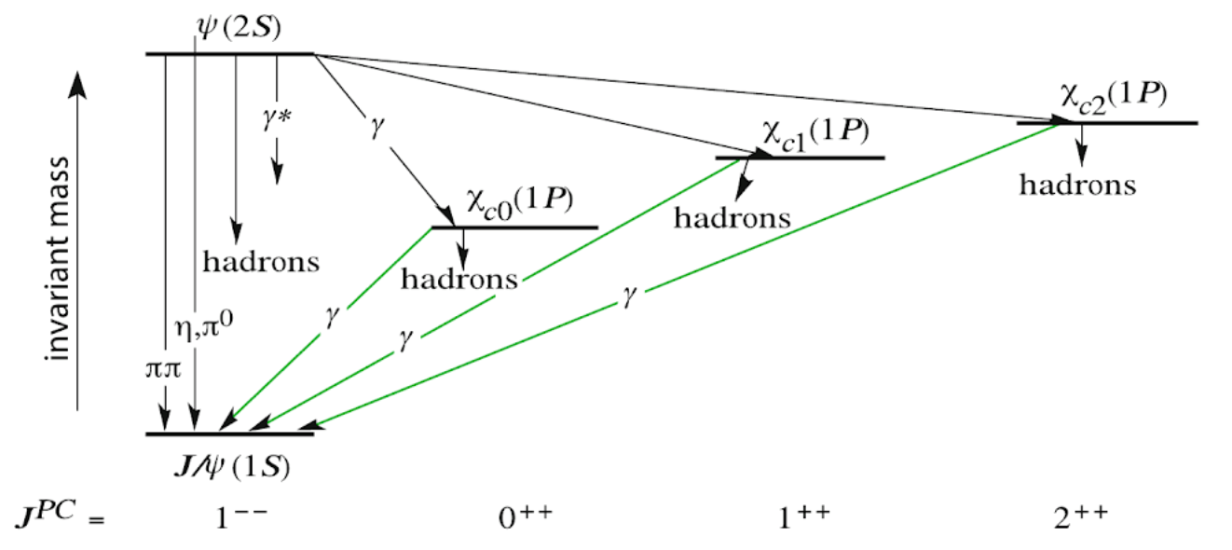 ψ(2S)
χc2(1P)
γ*
γ
χc1(1P)
hadrons
χc0(1P)
hadrons
hadrons
hadrons
invariant mass
γ
γ
γ
η,π⁰
ππ
J/ψ(1S)
J^PC = 1⁻⁻ 0⁺⁺ 1⁺⁺ 2⁺⁺